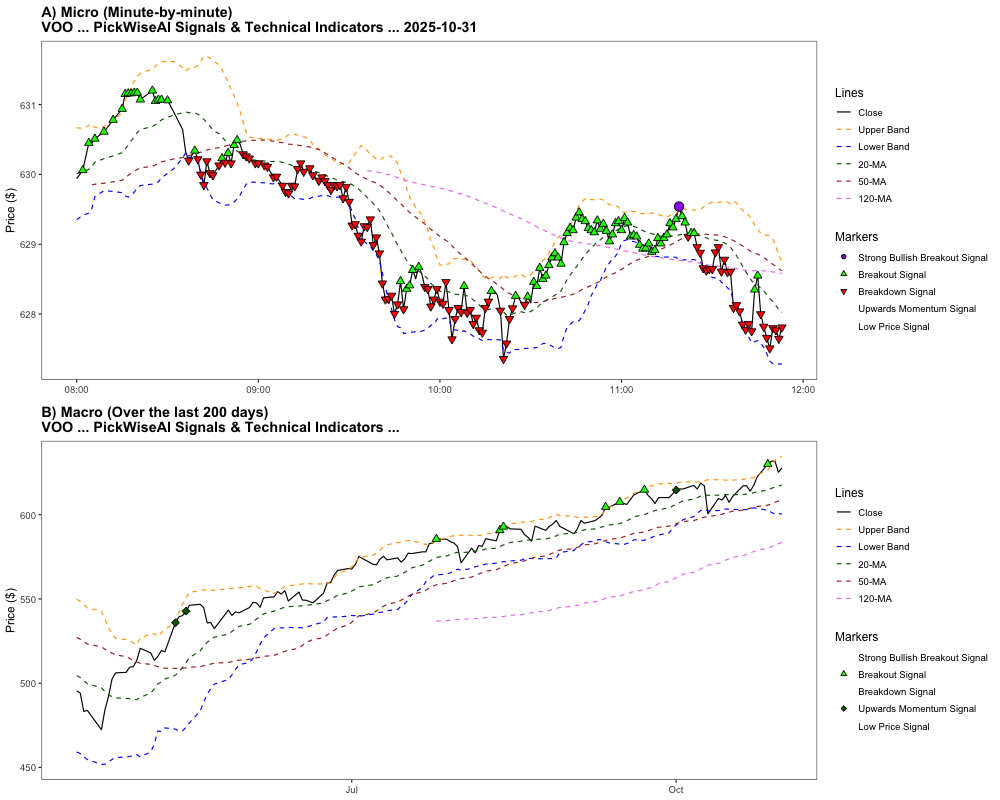 A) Micro (Minute-by-minute)
VOO ... PickWiseAI Signals & Technical Indicators ... 2025-10-31
Price ($)
631
630
629
628
08:00
09:00
10:00
11:00
12:00
Lines
Close
Upper Band
Lower Band
20-MA
50-MA
120-MA
Markers
Strong Bullish Breakout Signal
Breakout Signal
Breakdown Signal
Upwards Momentum Signal
Low Price Signal
B) Macro (Over the last 200 days)
VOO ... PickWiseAI Signals & Technical Indicators ...
Price ($)
600
550
500
450
Jul
Oct
Lines
Close
Upper Band
Lower Band
20-MA
50-MA
120-MA
Markers
Strong Bullish Breakout Signal
Breakout Signal
Breakdown Signal
Upwards Momentum Signal
Low Price Signal